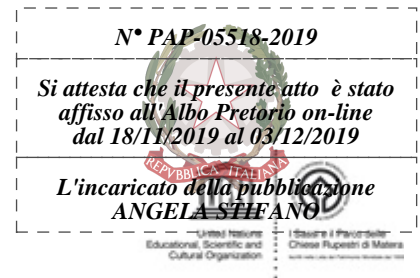 N° PAP-05518-2019
Si attesta che il presente atto è stato
affisso all'Albo Pretorio on-line
dal 18/11/2019 al 03/12/2019
L'incaricato della pubblicazione
ANGELA STIFANO
REPVBBLICA ITALIANA
United Nations
Educational, Scientific and
Cultural Organization
I Sassi e il Parco delle
Chiese Rupestri di Matera